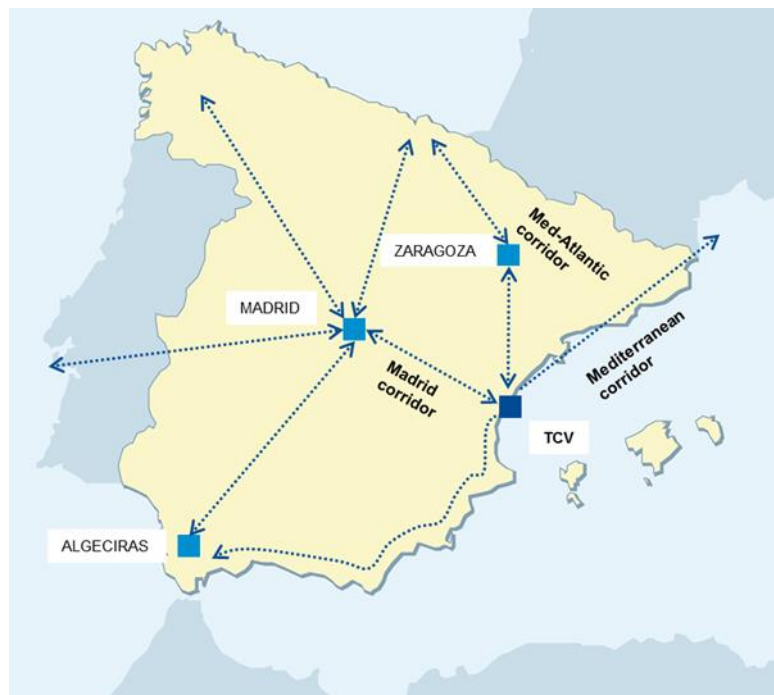 ZARAGOZA
Med-Atlantic
corridor
MADRID
Mediterranean
corridor
Madrid
corridor
TCV
ALGECIRAS